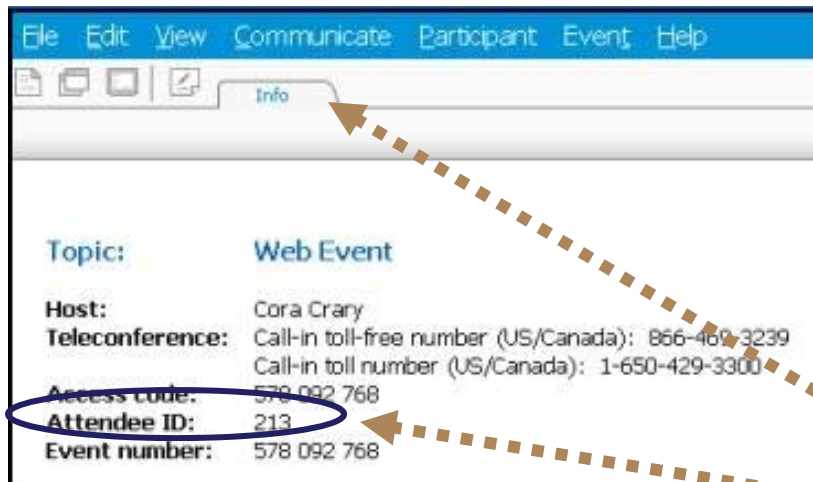 File Edit View Communicate Participant Event Help
Info
Topic: Web Event
Host: Cora Crary
Teleconference: Call-in toll-free number (US/Canada): 866-469-3239
Call-in toll number (US/Canada): 1-650-429-3300
Access code: 578 092 768
Attendee ID: 213
Event number: 578 092 768